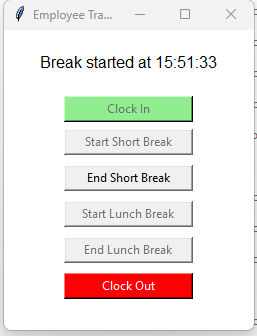 Employee Tra...
Break started at 15:51:33
Clock In
Start Short Break
End Short Break
Start Lunch Break
End Lunch Break
Clock Out